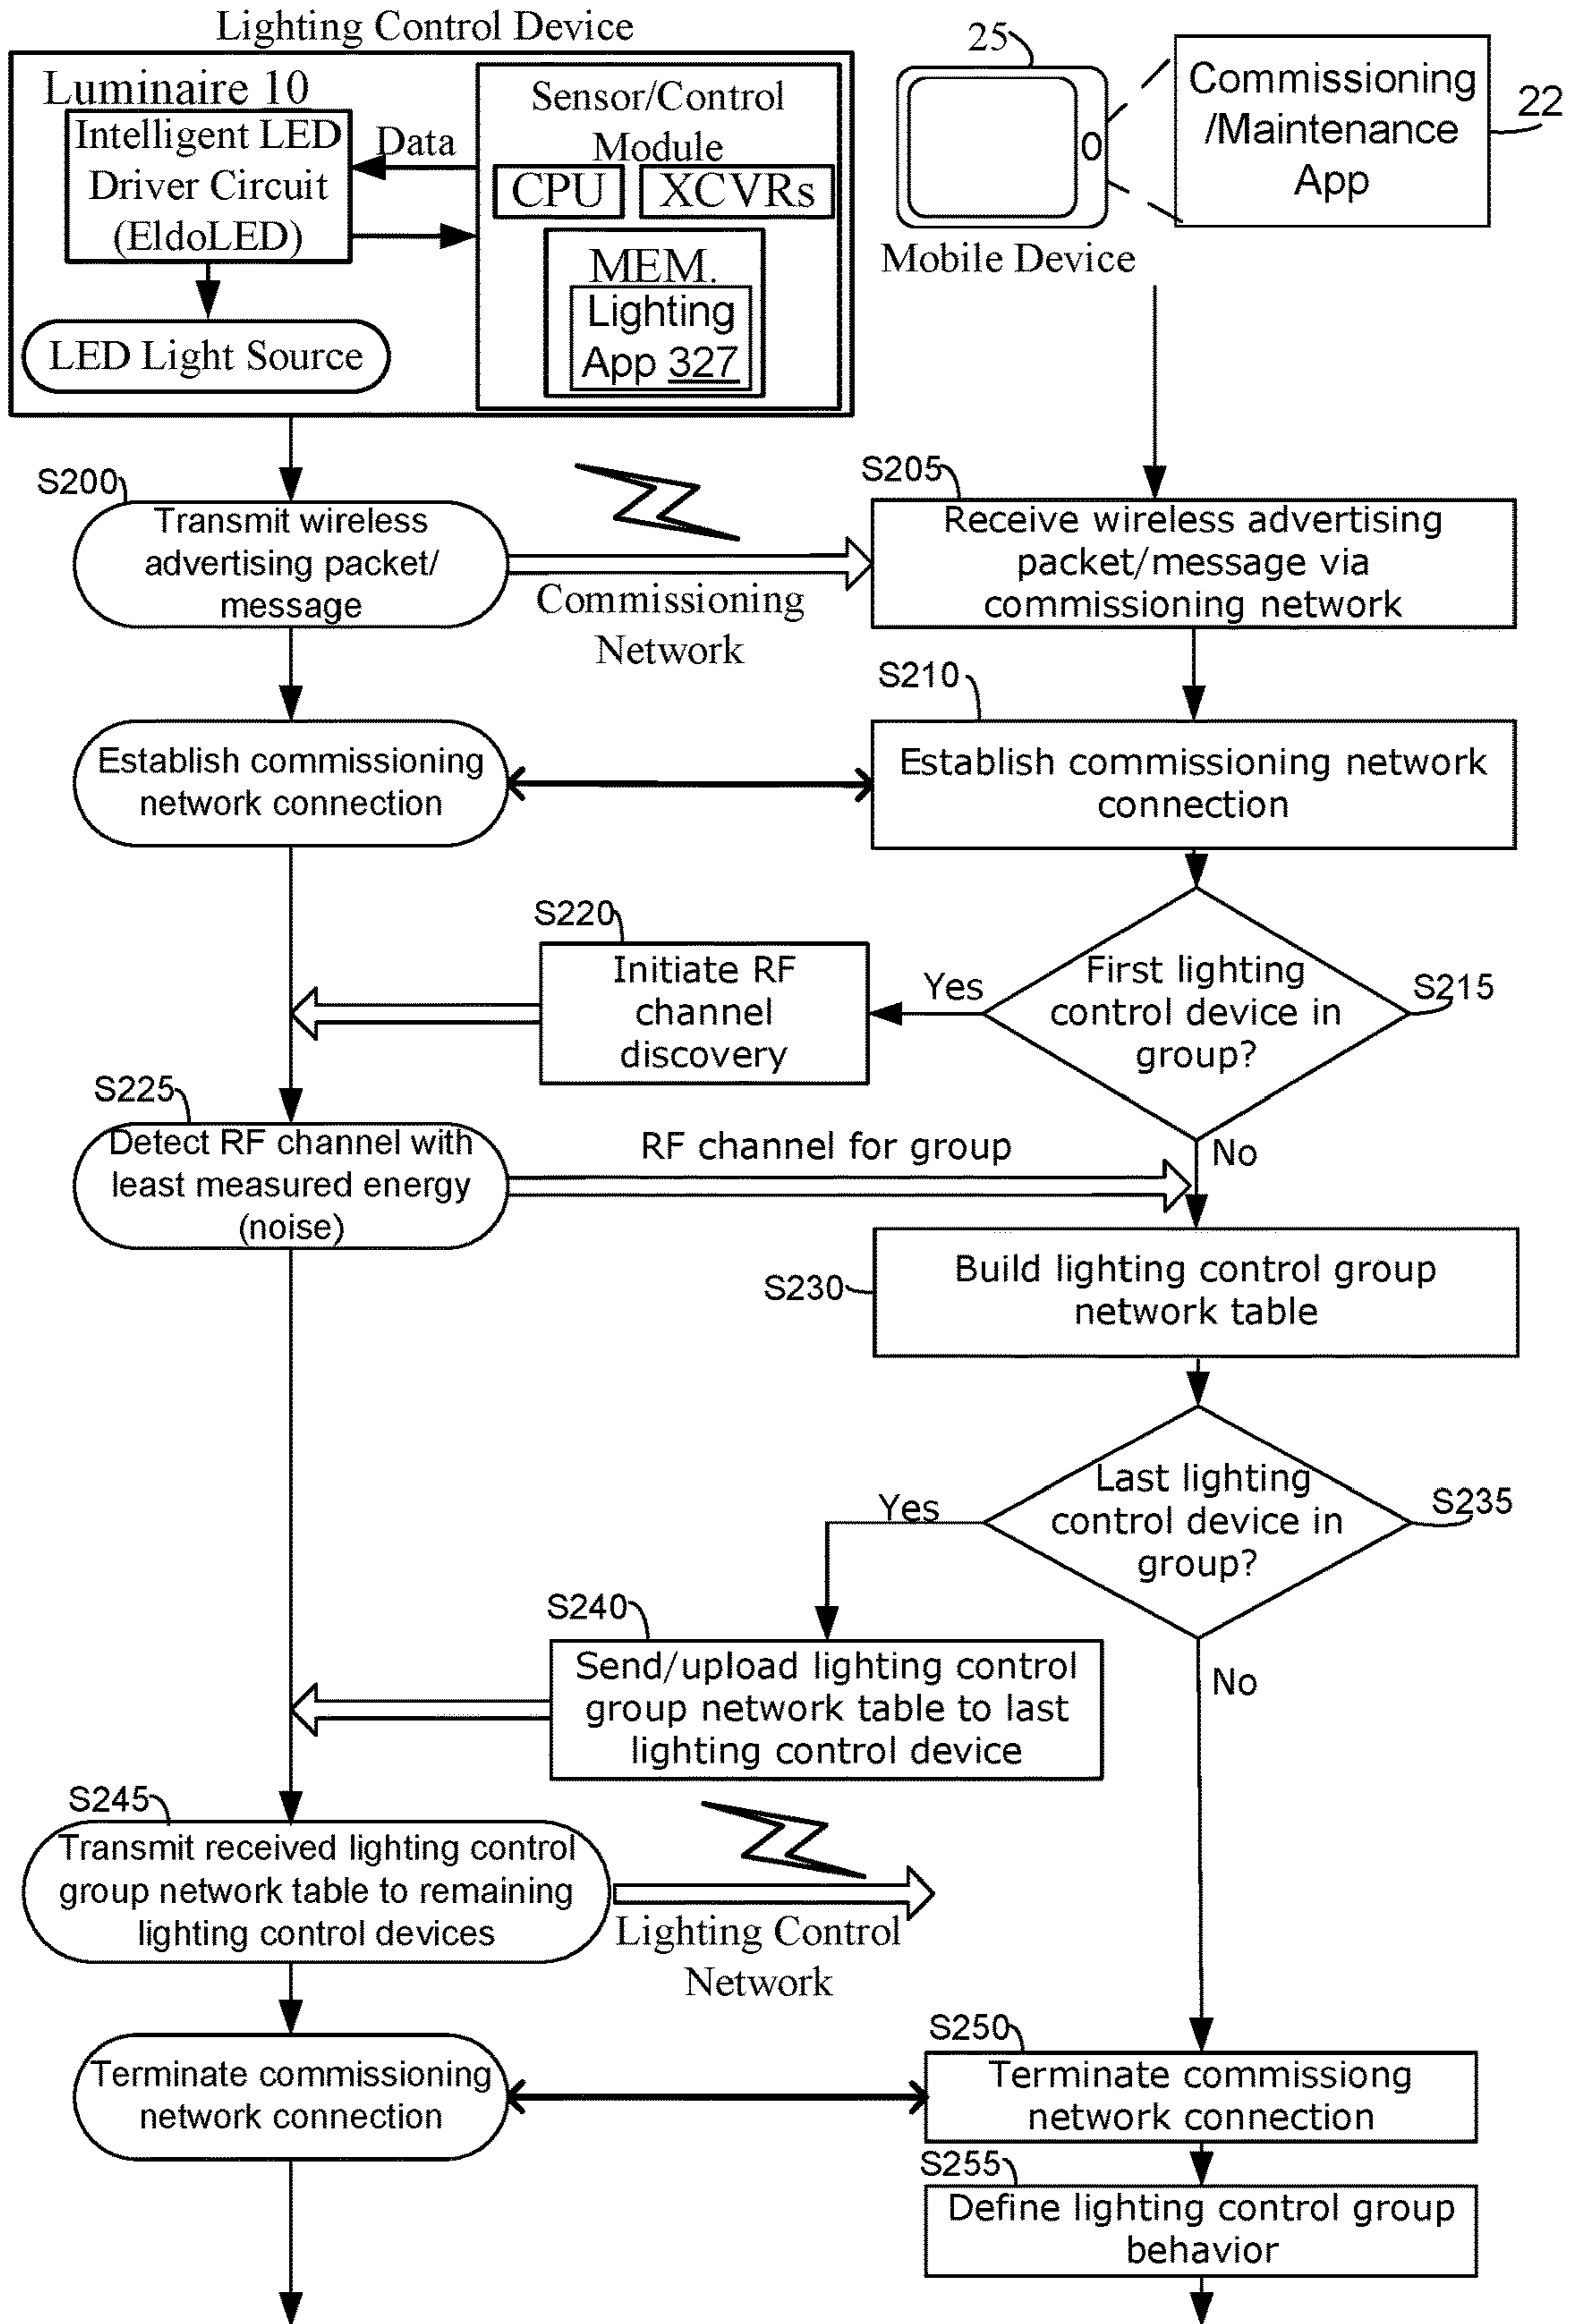 Lighting Control Device
Luminaire 10
Intelligent LED
Driver Circuit
(EldoLED)
Data
LED Light Source
Sensor/Control
Module
CPU
XCVRs
MEM.
Lighting
App 327
25
Mobile Device
Commissioning
/Maintenance
App
22
S200
Transmit wireless
advertising packet/
message
Commissioning
Network
S205
Receive wireless advertising
packet/message via
commissioning network
Establish commissioning
network connection
S210
Establish commissioning network
connection
S215
First lighting
control device in
group?
Yes
No
S220
Initiate RF
channel
discovery
S225
Detect RF channel with
least measured energy
(noise)
RF channel for group
S230
Build lighting control group
network table
S235
Last lighting
control device in
group?
Yes
No
S240
Send/upload lighting control
group network table to last
lighting control device
S245
Transmit received lighting control
group network table to remaining
lighting control devices
Lighting Control
Network
Terminate commissioning
network connection
S250
Terminate commissiong
network connection
S255
Define lighting control group
behavior